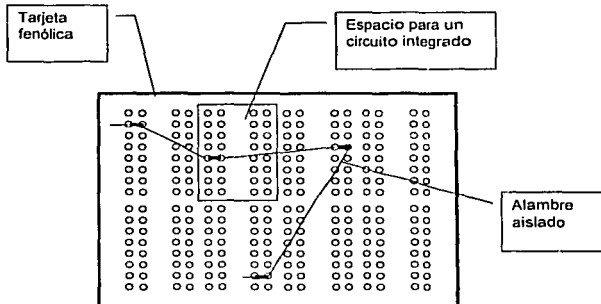 Tarjeta
fenólica
Espacio para un
circuito integrado
Alambre
aislado